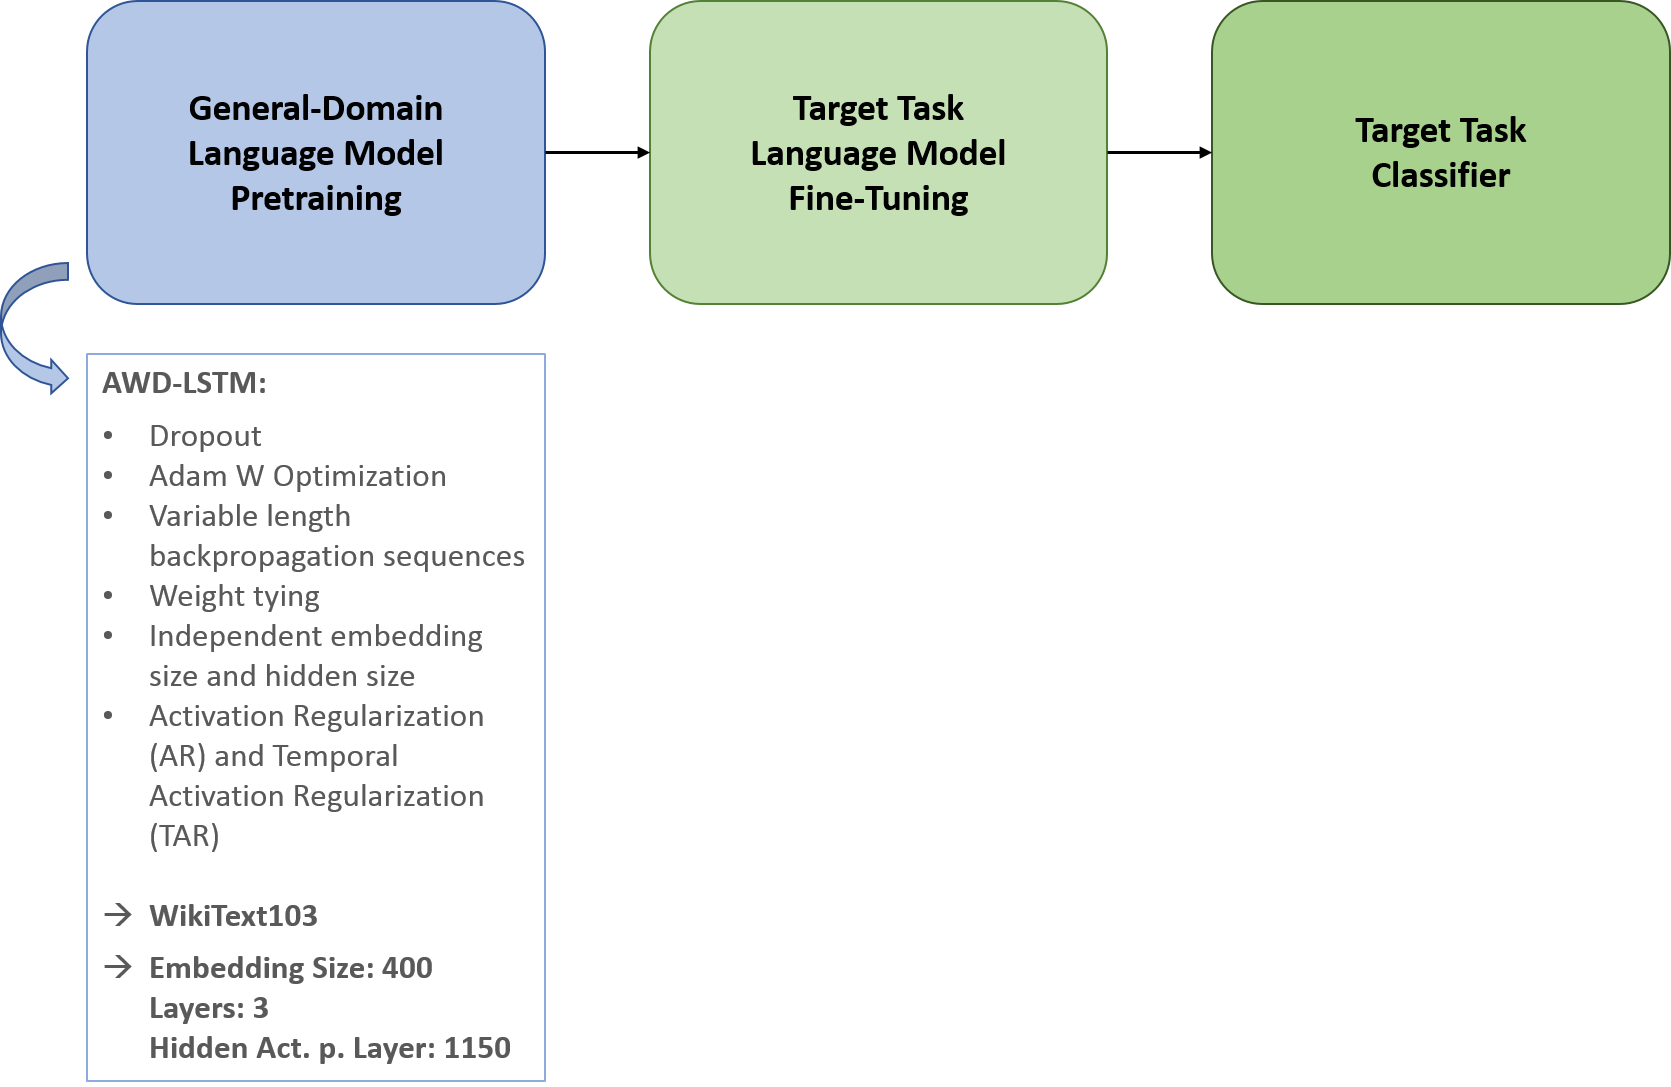 General-Domain
Language Model
Pretraining
Target Task
Language Model
Fine-Tuning
Target Task
Classifier
AWD-LSTM:
• Dropout
• Adam W Optimization
• Variable length
backpropagation sequences
• Weight tying
• Independent embedding
size and hidden size
• Activation Regularization
(AR) and Temporal
Activation Regularization
(TAR)
→ WikiText103
→ Embedding Size: 400
Layers: 3
Hidden Act. p. Layer: 1150